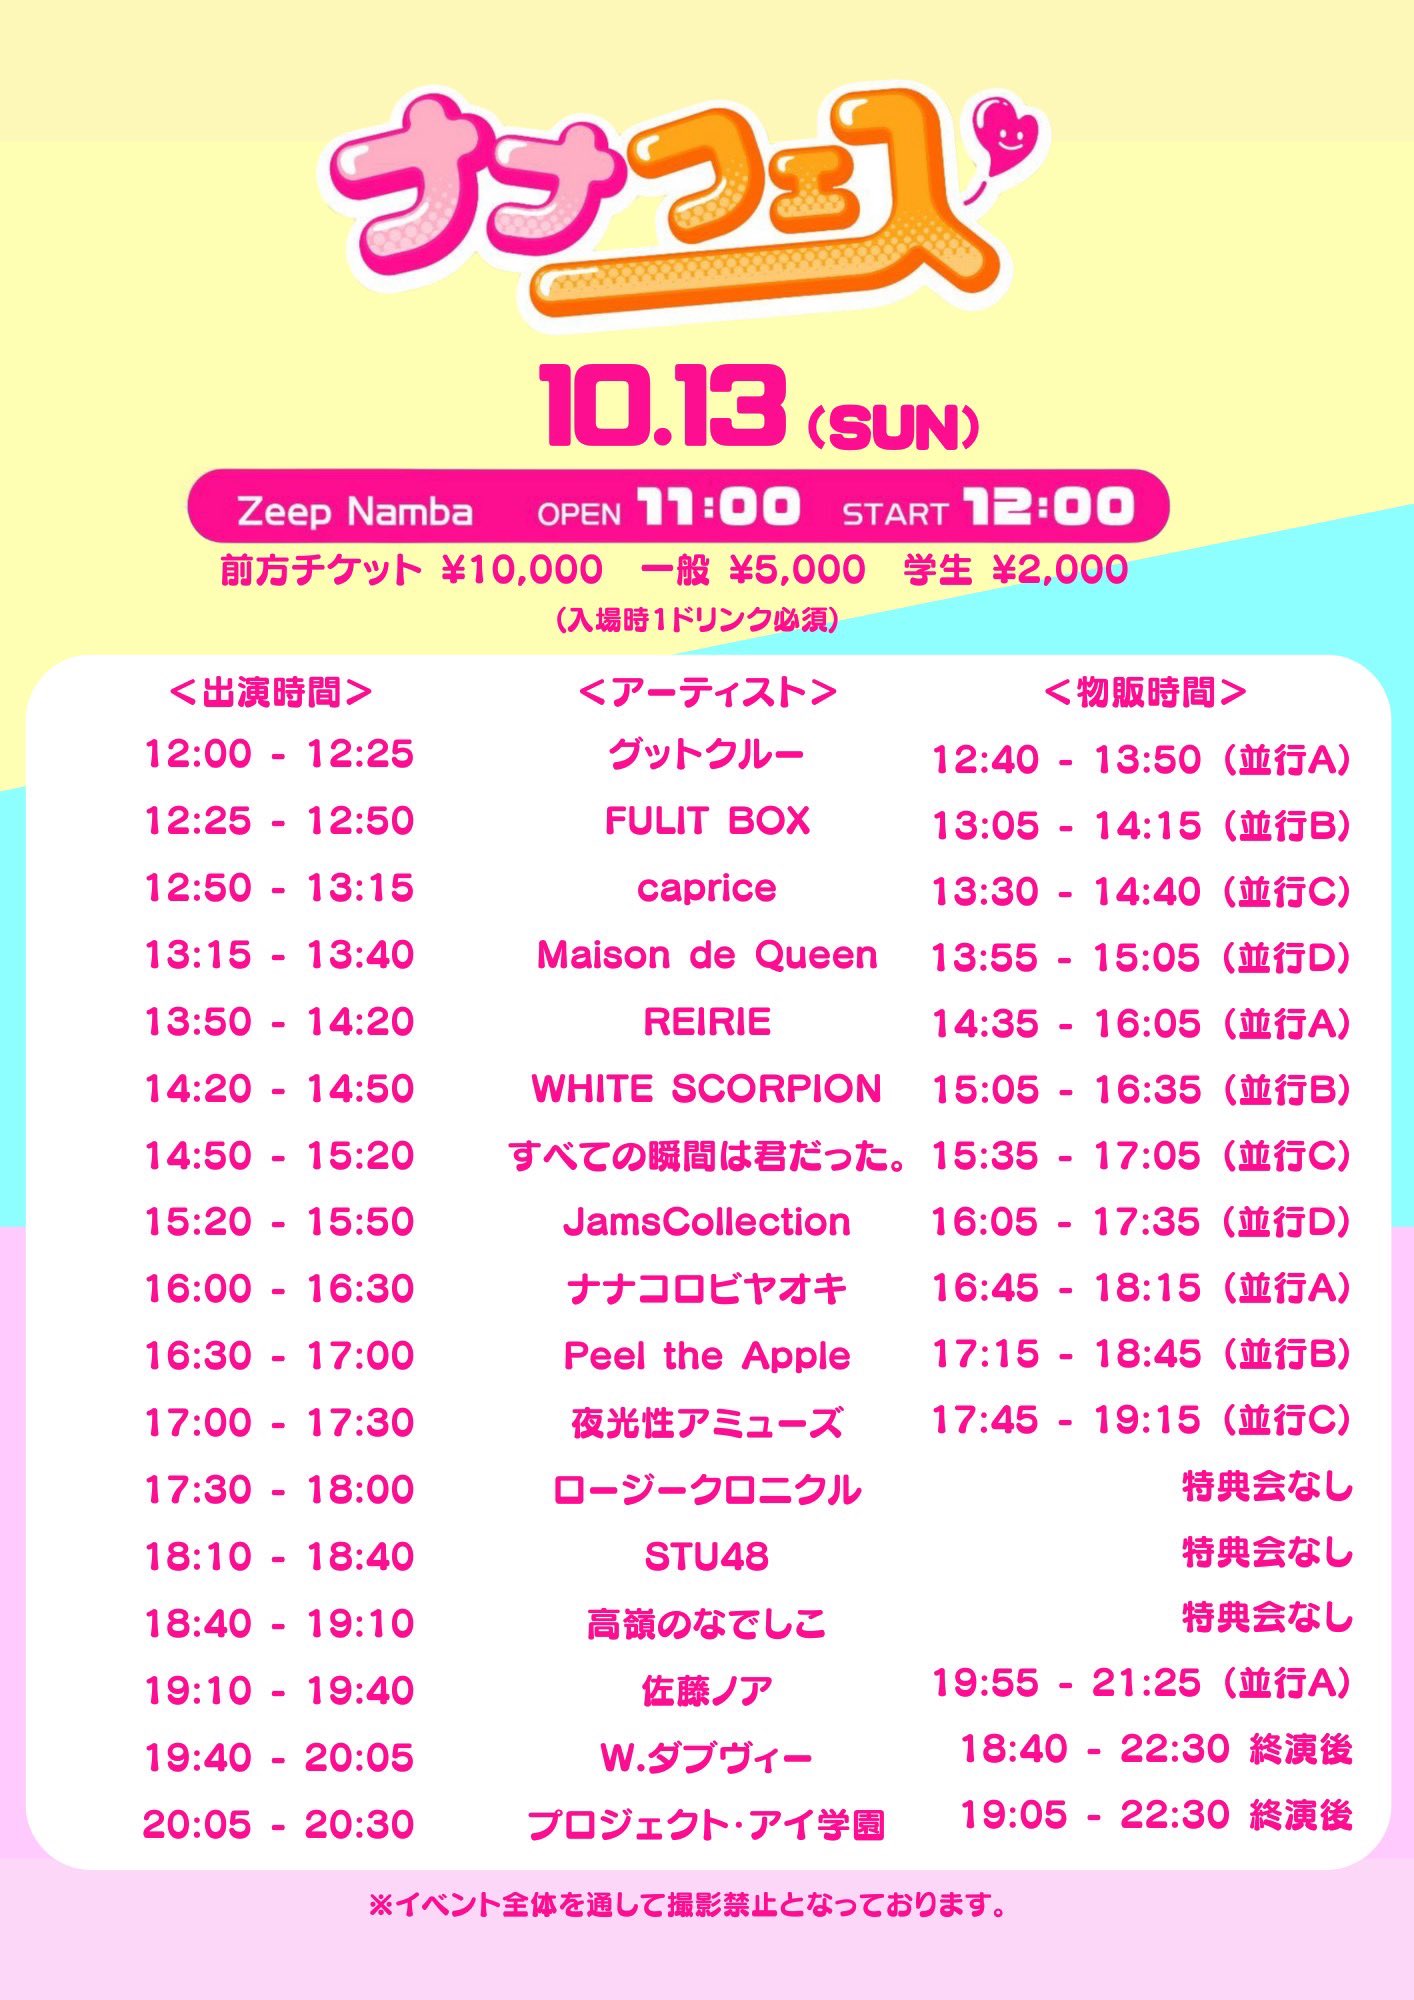 ナナフェス
10.13 (SUN)
Zeep Namba OPEN 11:00 START 12:00
前方チケット ¥10,000 一般 ¥5,000 学生 ¥2,000
(入場時1ドリンク必須)
＜出演時間＞ ＜アーティスト＞ ＜物販時間＞
12:00 - 12:25 グットクルー 12:40 - 13:50 (並行A)
12:25 - 12:50 FULIT BOX 13:05 - 14:15 (並行B)
12:50 - 13:15 caprice 13:30 - 14:40 (並行C)
13:15 - 13:40 Maison de Queen 13:55 - 15:05 (並行D)
13:50 - 14:20 REIRIE 14:35 - 16:05 (並行A)
14:20 - 14:50 WHITE SCORPION 15:05 - 16:35 (並行B)
14:50 - 15:20 すべての瞬間は君だった。 15:35 - 17:05 (並行C)
15:20 - 15:50 JamsCollection 16:05 - 17:35 (並行D)
16:00 - 16:30 ナナコロビヤオキ 16:45 - 18:15 (並行A)
16:30 - 17:00 Peel the Apple 17:15 - 18:45 (並行B)
17:00 - 17:30 夜光性アミューズ 17:45 - 19:15 (並行C)
17:30 - 18:00 ロージークロニクル 特典会なし
18:10 - 18:40 STU48 特典会なし
18:40 - 19:10 高嶺のなでしこ 特典会なし
19:10 - 19:40 佐藤ノア 19:55 - 21:25 (並行A)
19:40 - 20:05 W.ダブヴィー 18:40 - 22:30 終演後
20:05 - 20:30 プロジェクト・アイ学園 19:05 - 22:30 終演後
※イベント全体を通して撮影禁止となっております。